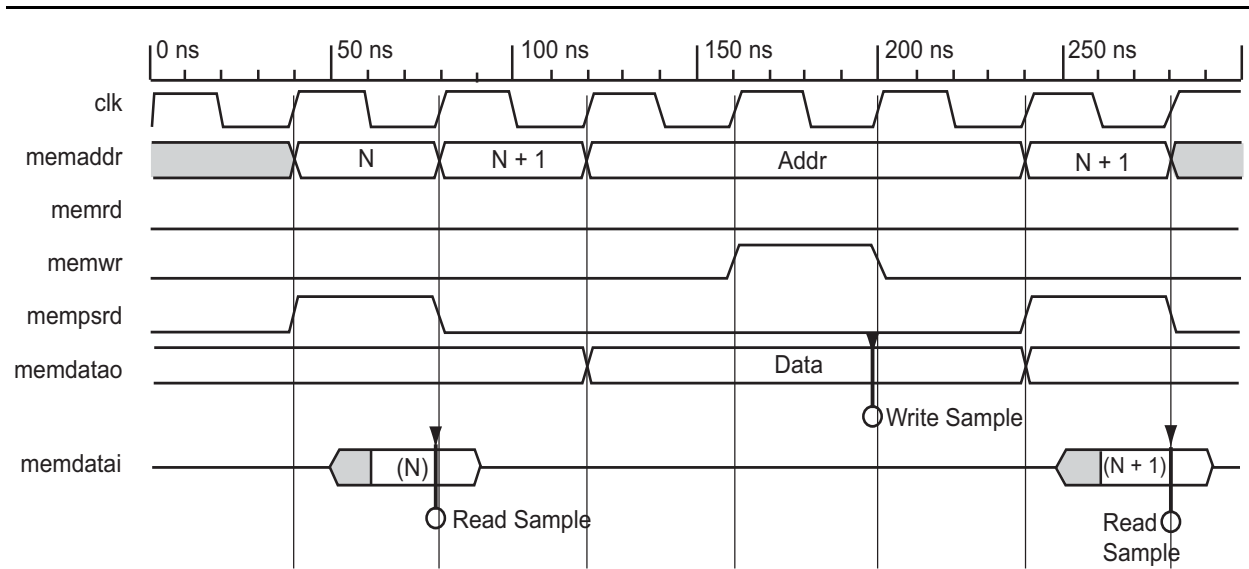 0 ns 50 ns 100 ns 150 ns 200 ns 250 ns
clk
memaddr N N + 1 Addr N + 1
memrd
memwr
mempsrd
memdatao Data
Write Sample
memdatai (N) (N + 1)
Read Sample Read
Sample